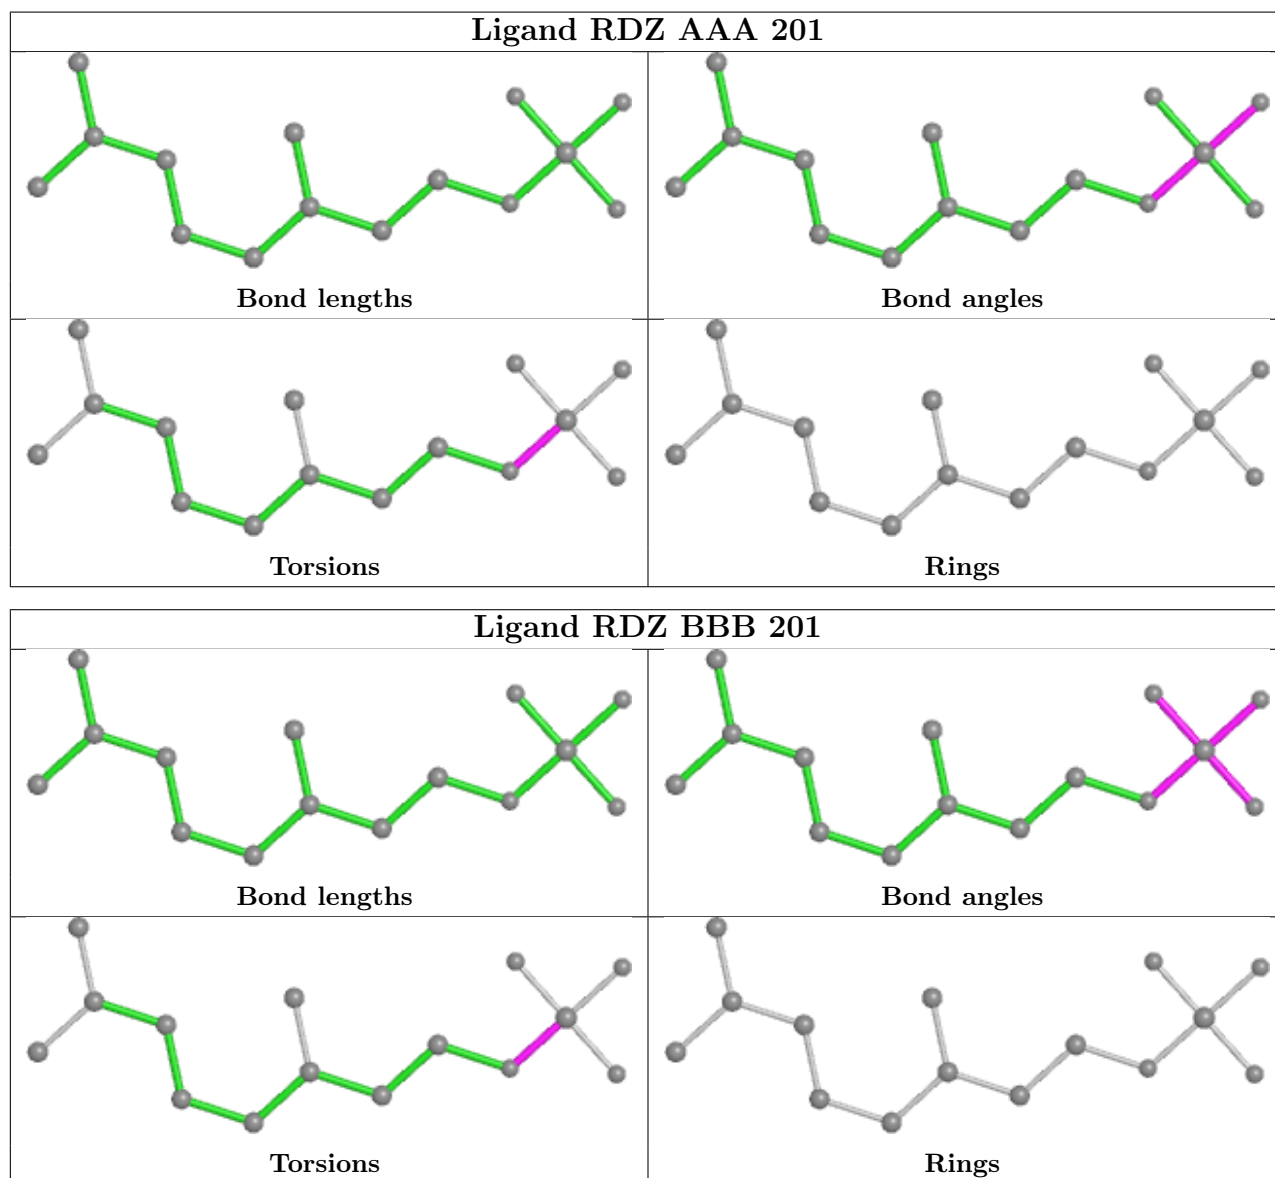 Ligand RDZ AAA 201
Bond lengths
Bond angles
Torsions
Rings
Ligand RDZ BBB 201
Bond lengths
Bond angles
Torsions
Rings